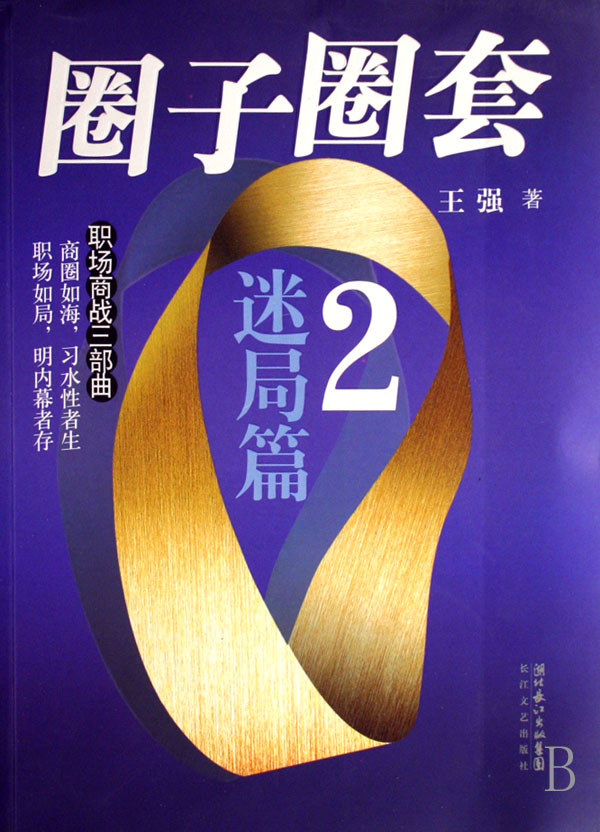 圈子圈套
王强 著
2
迷局篇
职场商战三部曲
商圈如海，习水性者生
职场如局，明内幕者存
湖北长江出版集团
长江文艺出版社
B